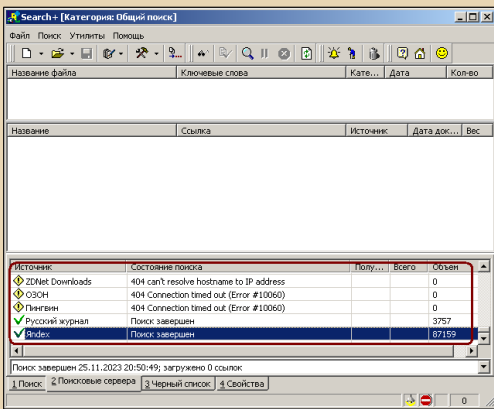 Search+ [Категория: Общий поиск]
Файл Поиск Утилиты Помощь
Название файла Ключевые слова Кате... Дата Кол-во
Название Ссылка Источник Дата док... Вес
Источник Состояние поиска Полу... Всего Объем
ZDNet Downloads 404 can't resolve hostname to IP address 0
ОЗОН 404 Connection timed out (Error #10060) 0
Пингвин 404 Connection timed out (Error #10060) 0
Русский журнал Поиск завершен 3757
Яndex Поиск завершен 87159
Поиск завершен 25.11.2023 20:50:49; загружено 0 ссылок
1 Поиск 2 Поисковые сервера 3 Черный список 4 Свойства
0